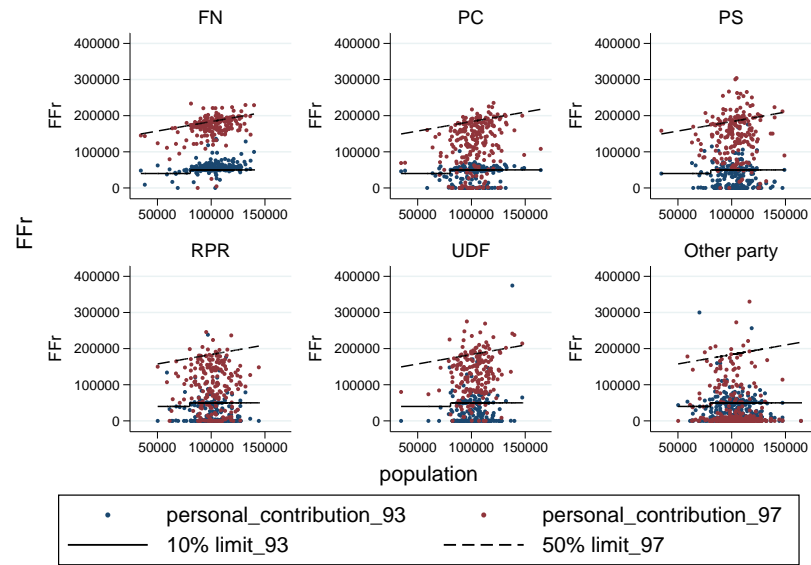 FN PC PS
400000 400000 400000
300000 300000 300000
FFr FFr FFr
200000 200000 200000
100000 100000 100000
0 0 0
50000 100000 150000 50000 100000 150000 50000 100000 150000
FFr
RPR UDF Other party
400000 400000 400000
300000 300000 300000
FFr FFr FFr
200000 200000 200000
100000 100000 100000
0 0 0
50000 100000 150000 50000 100000 150000 50000 100000 150000
population
personal_contribution_93 personal_contribution_97
10% limit_93 50% limit_97